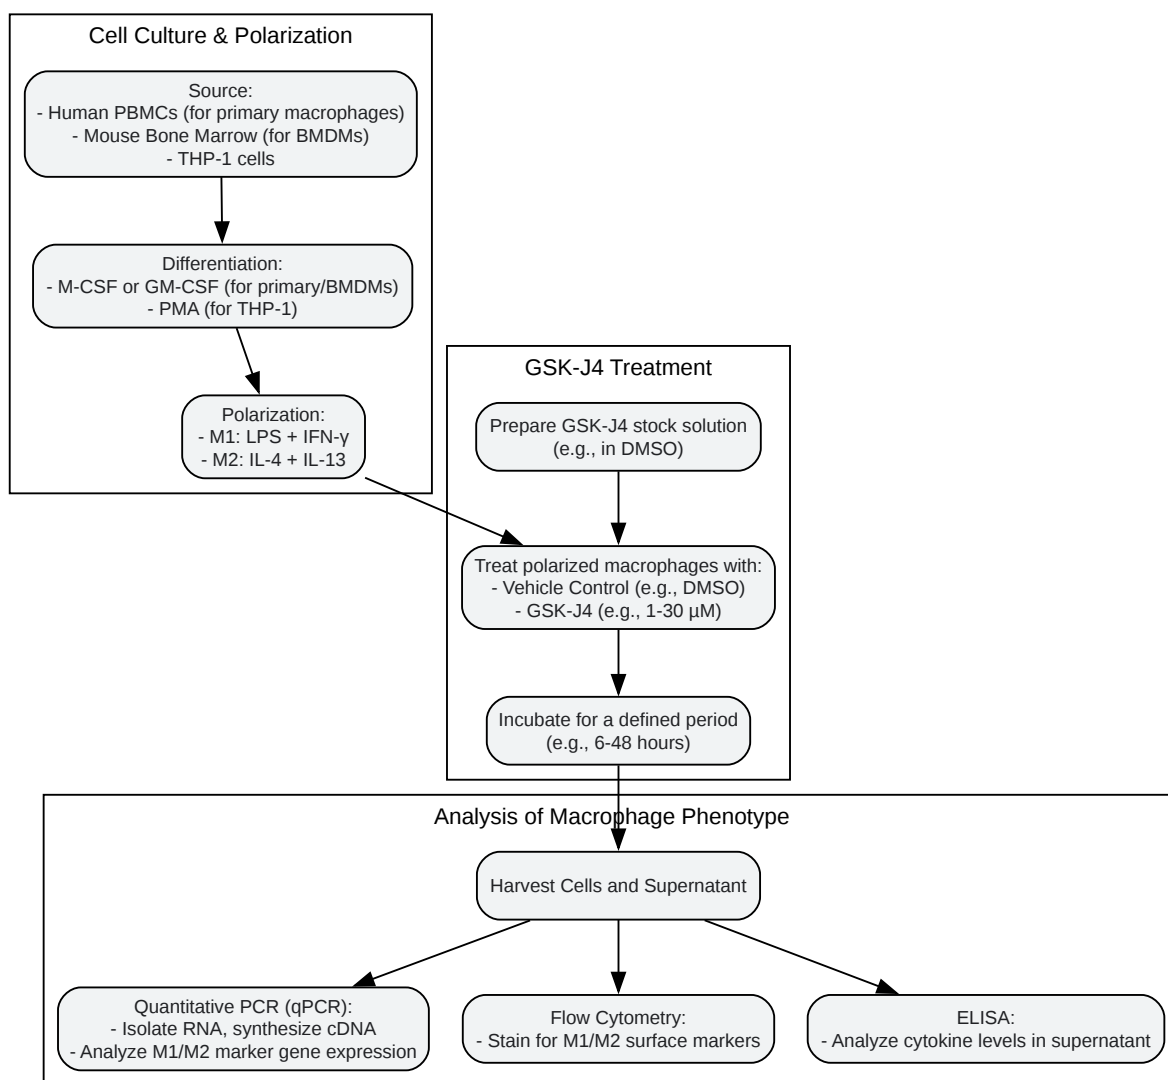 Cell Culture & Polarization
Source:
- Human PBMCs (for primary macrophages)
- Mouse Bone Marrow (for BMDMs)
- THP-1 cells
Differentiation:
- M-CSF or GM-CSF (for primary/BMDMs)
- PMA (for THP-1)
Polarization:
- M1: LPS + IFN-γ
- M2: IL-4 + IL-13
GSK-J4 Treatment
Prepare GSK-J4 stock solution
(e.g., in DMSO)
Treat polarized macrophages with:
- Vehicle Control (e.g., DMSO)
- GSK-J4 (e.g., 1-30 µM)
Incubate for a defined period
(e.g., 6-48 hours)
Analysis of Macrophage Phenotype
Harvest Cells and Supernatant
Quantitative PCR (qPCR):
- Isolate RNA, synthesize cDNA
- Analyze M1/M2 marker gene expression
Flow Cytometry:
- Stain for M1/M2 surface markers
ELISA:
- Analyze cytokine levels in supernatant